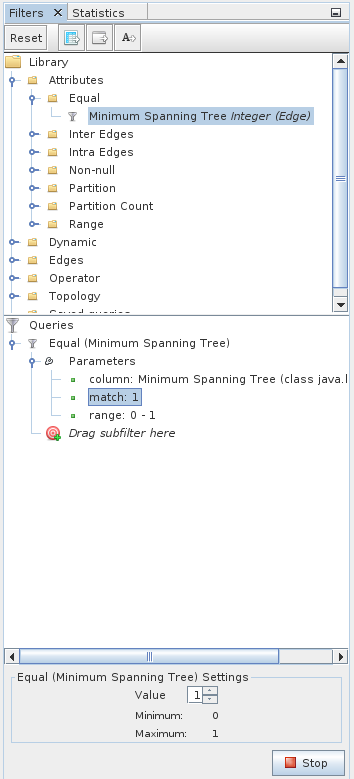 Filters X Statistics
Reset A
Library
Attributes
Equal
Minimum Spanning Tree Integer (Edge)
Inter Edges
Intra Edges
Non-null
Partition
Partition Count
Range
Dynamic
Edges
Operator
Topology
Saved queries
Queries
Equal (Minimum Spanning Tree)
Parameters
column: Minimum Spanning Tree (class java.l
match: 1
range: 0 - 1
Drag subfilter here
Equal (Minimum Spanning Tree) Settings
Value 1
Minimum: 0
Maximum: 1
Stop